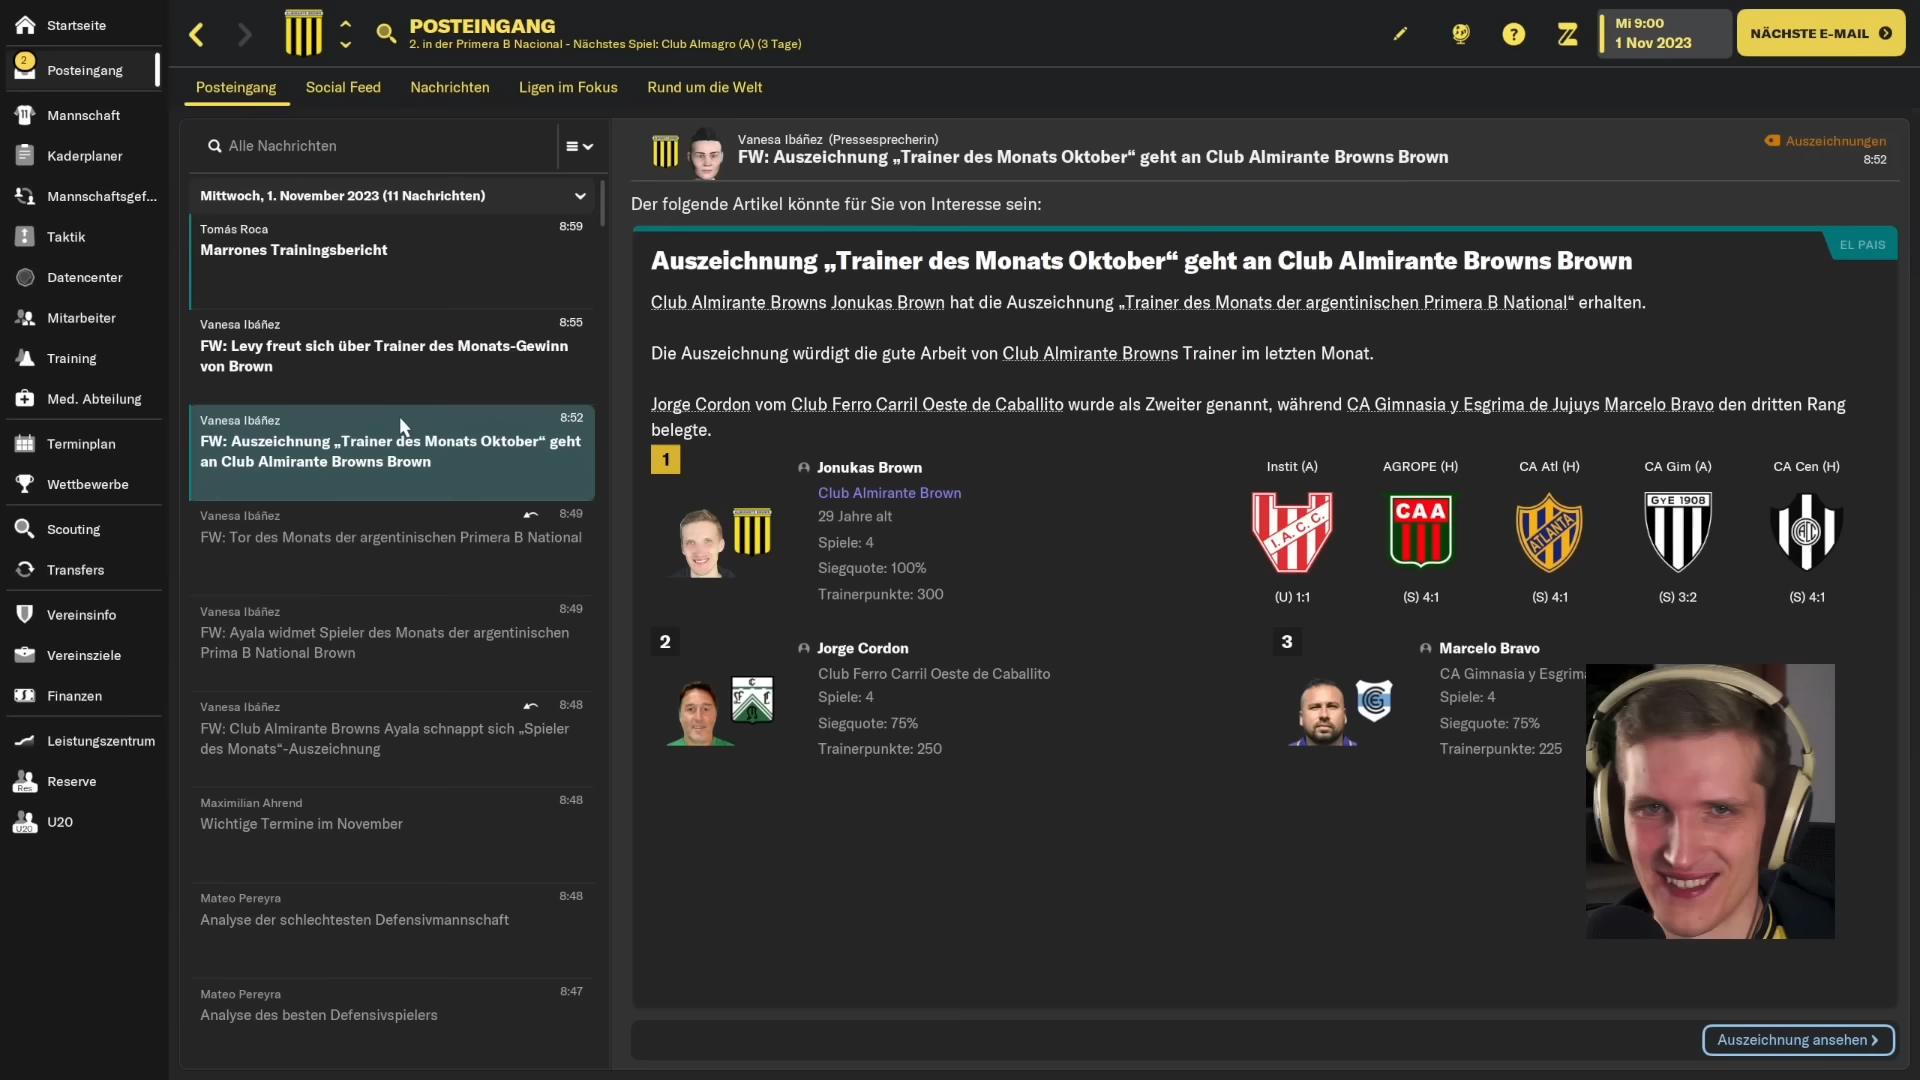 Startseite
2
Posteingang
Mannschaft
Kaderplaner
Mannschaftsgef...
Taktik
Datencenter
Mitarbeiter
Training
Med. Abteilung
Terminplan
Wettbewerbe
Scouting
Transfers
Vereinsinfo
Vereinsziele
Finanzen
Leistungszentrum
Res
Reserve
U20
U20
POSTEINGANG
2. in der Primera B Nacional - Nächstes Spiel: Club Almagro (A) (3 Tage)
Mi 9:00
1 Nov 2023
NÄCHSTE E-MAIL
Posteingang
Social Feed
Nachrichten
Ligen im Fokus
Rund um die Welt
Alle Nachrichten
Mittwoch, 1. November 2023 (11 Nachrichten)
Tomás Roca
8:59
Marrones Trainingsbericht
Vanesa Ibáñez
8:55
FW: Levy freut sich über Trainer des Monats-Gewinn
von Brown
Vanesa Ibáñez
8:52
FW: Auszeichnung „Trainer des Monats Oktober“ geht
an Club Almirante Browns Brown
Vanesa Ibáñez
8:49
FW: Tor des Monats der argentinischen Primera B National
Vanesa Ibáñez
8:49
FW: Ayala widmet Spieler des Monats der argentinischen
Prima B National Brown
Vanesa Ibáñez
8:48
FW: Club Almirante Browns Ayala schnappt sich „Spieler
des Monats“-Auszeichnung
Maximilian Ahrend
8:48
Wichtige Termine im November
Mateo Pereyra
8:48
Analyse der schlechtesten Defensivmannschaft
Mateo Pereyra
8:47
Analyse des besten Defensivspielers
Vanesa Ibáñez (Pressesprecherin)
FW: Auszeichnung „Trainer des Monats Oktober“ geht an Club Almirante Browns Brown
Auszeichnungen
8:52
Der folgende Artikel könnte für Sie von Interesse sein:
EL PAIS
Auszeichnung „Trainer des Monats Oktober“ geht an Club Almirante Browns Brown
Club Almirante Browns Jonukas Brown hat die Auszeichnung „Trainer des Monats der argentinischen Primera B National“ erhalten.
Die Auszeichnung würdigt die gute Arbeit von Club Almirante Browns Trainer im letzten Monat.
Jorge Cordon vom Club Ferro Carril Oeste de Caballito wurde als Zweiter genannt, während CA Gimnasia y Esgrima de Jujuys Marcelo Bravo den dritten Rang
belegte.
1
Jonukas Brown
Club Almirante Brown
29 Jahre alt
Spiele: 4
Siegquote: 100%
Trainerpunkte: 300
Instit (A)
AGROPE (H)
CA Atl (H)
CA Gim (A)
CA Cen (H)
I.A.C.C.
CAA
ATLANTA
GYE 1908
(U) 1:1
(S) 4:1
(S) 4:1
(S) 3:2
(S) 4:1
2
Jorge Cordon
Club Ferro Carril Oeste de Caballito
Spiele: 4
Siegquote: 75%
Trainerpunkte: 250
3
Marcelo Bravo
CA Gimnasia y Esgrima
Spiele: 4
Siegquote: 75%
Trainerpunkte: 225
Auszeichnung ansehen